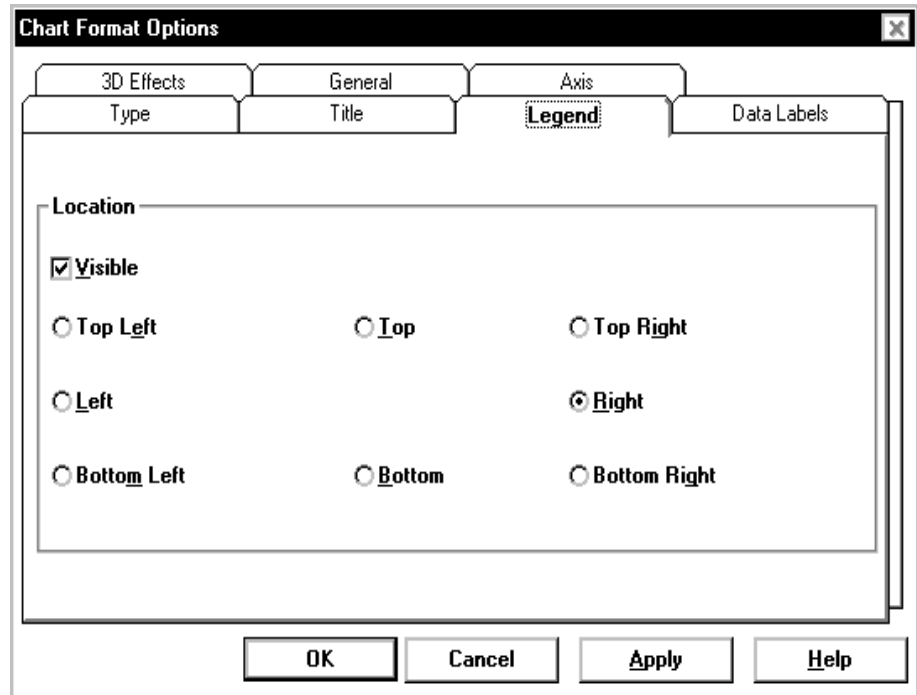 Chart Format Options
3D Effects General Axis
Type Title Legend Data Labels
Location
Visible
Top Left Top Top Right
Left Right
Bottom Left Bottom Bottom Right
OK Cancel Apply Help